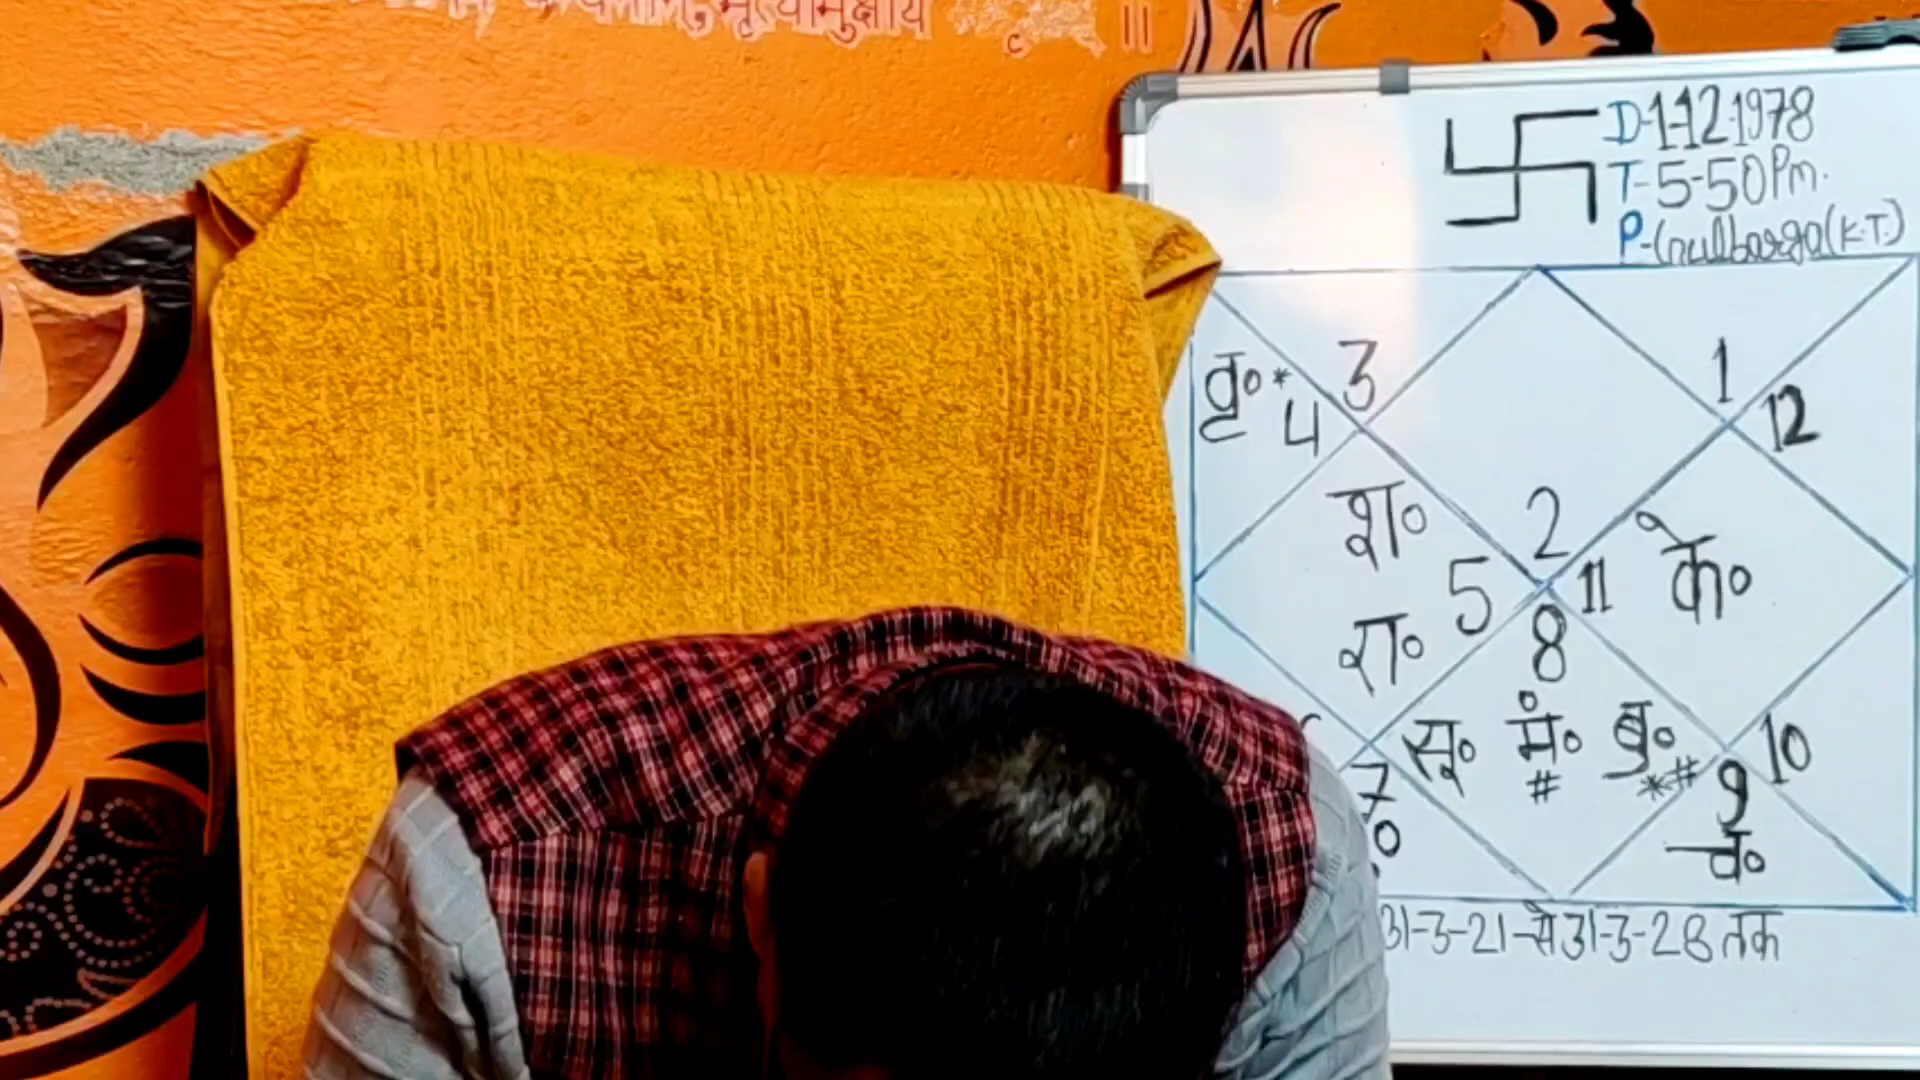 मृत्योर्मुक्षीय
॥
D-1-12-1978
T-5-50Pm.
P-Gulbarga(K.T.)
3 1
बृ०* 4 12
श० 2
5 11 के०
रा० 8
सू० मं० बु० 10
# *#
7 9
च०
31-3-21-से 31-3-28 तक